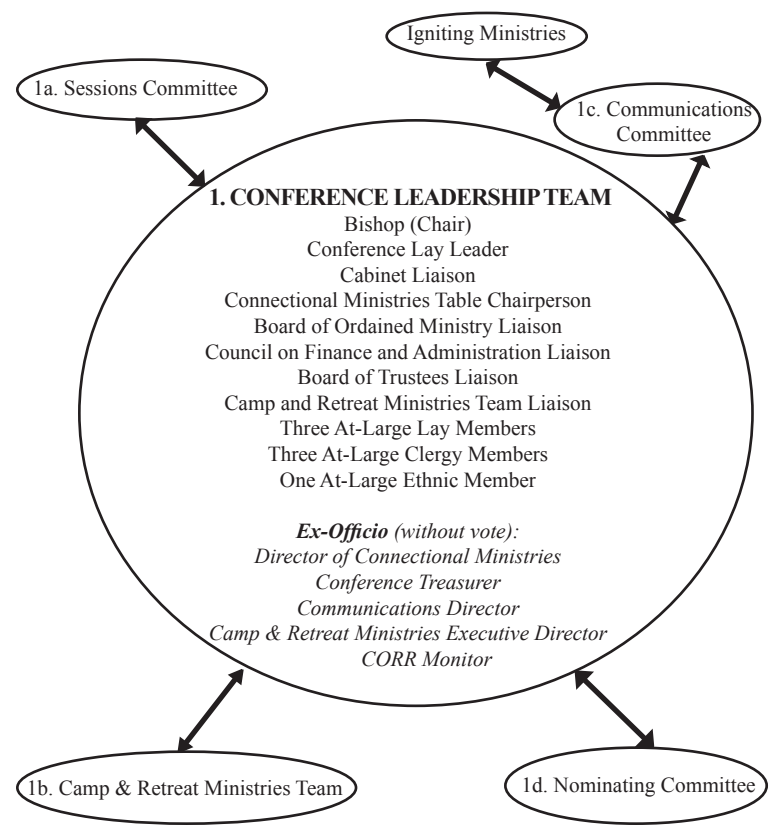 Igniting Ministries
1a. Sessions Committee
1c. Communications
Committee
1. CONFERENCE LEADERSHIP TEAM
Bishop (Chair)
Conference Lay Leader
Cabinet Liaison
Connectional Ministries Table Chairperson
Board of Ordained Ministry Liaison
Council on Finance and Administration Liaison
Board of Trustees Liaison
Camp and Retreat Ministries Team Liaison
Three At-Large Lay Members
Three At-Large Clergy Members
One At-Large Ethnic Member
Ex-Officio (without vote):
Director of Connectional Ministries
Conference Treasurer
Communications Director
Camp & Retreat Ministries Executive Director
CORR Monitor
1b. Camp & Retreat Ministries Team
1d. Nominating Committee